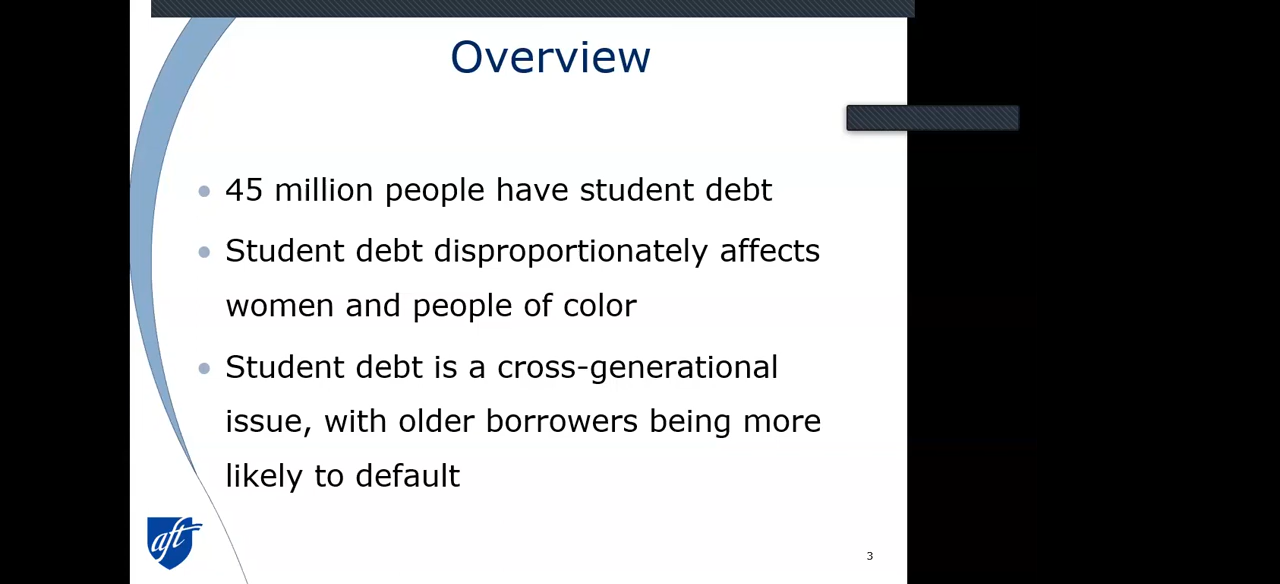 Overview
45 million people have student debt
Student debt disproportionately affects
women and people of color
Student debt is a cross-generational
issue, with older borrowers being more
likely to default
aft
3